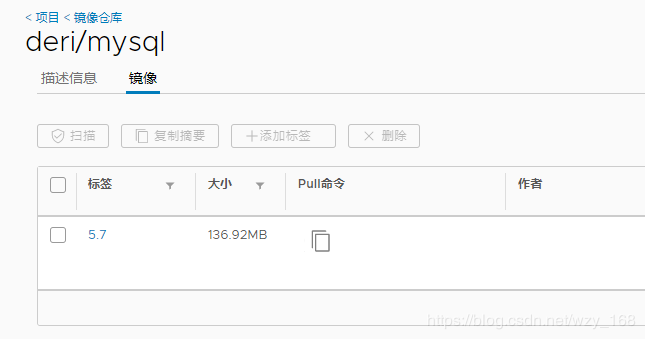 < 项目 < 镜像仓库
deri/mysql
描述信息 镜像
扫描 复制摘要 +添加标签 × 删除
标签 大小 Pull命令 作者
5.7 136.92MB
https://blog.csdn.net/wzy_168